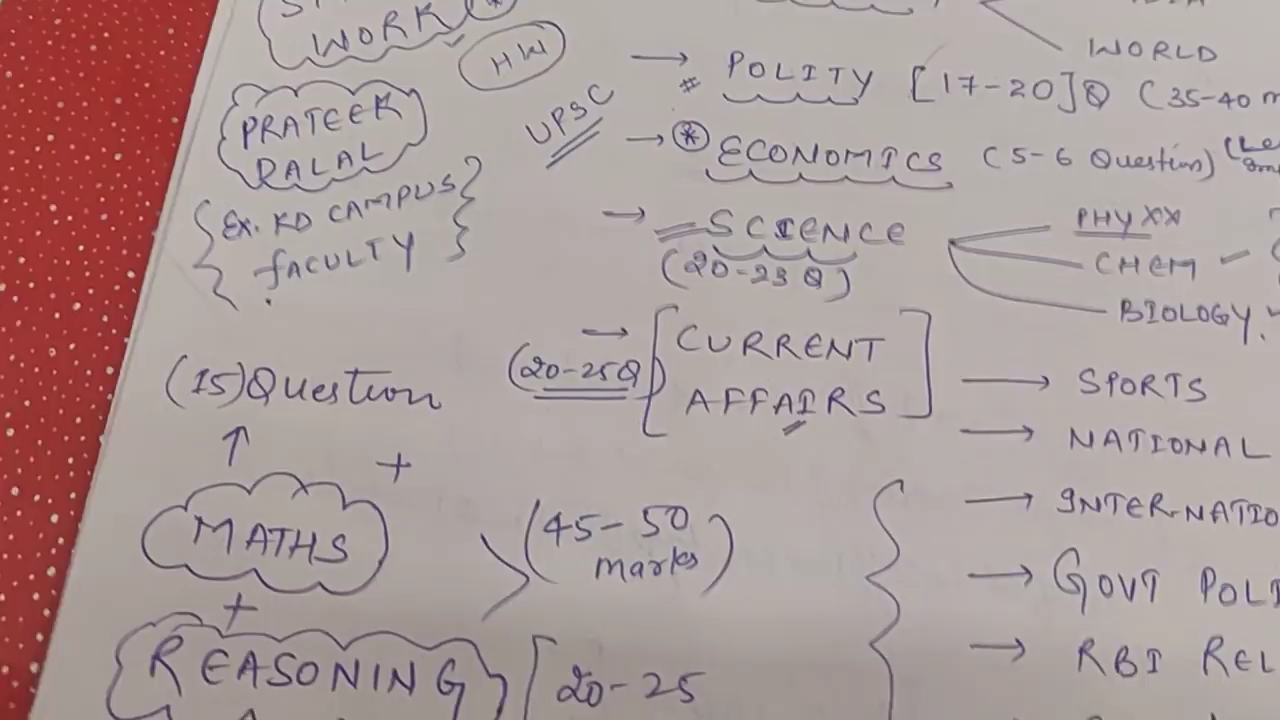 WORK
HW
PRATEEK
DALAL
Ex. KD CAMPUS
FACULTY
UPSC
WORLD
→ # POLITY [17-20]Q (35-40 m
→ * ECONOMICS (5-6 Question)
→ SCIENCE
(20-23 Q)
PHY XX
CHEM ✓
BIOLOGY.
→ CURRENT
AFFAIRS
(20-25Q)
→ SPORTS
→ NATIONAL
→ INTERNATIO
→ GOVT POLI
→ RBI REL
(15)Question
↑ +
MATHS
(45-50
marks)
+
REASONING [20-25